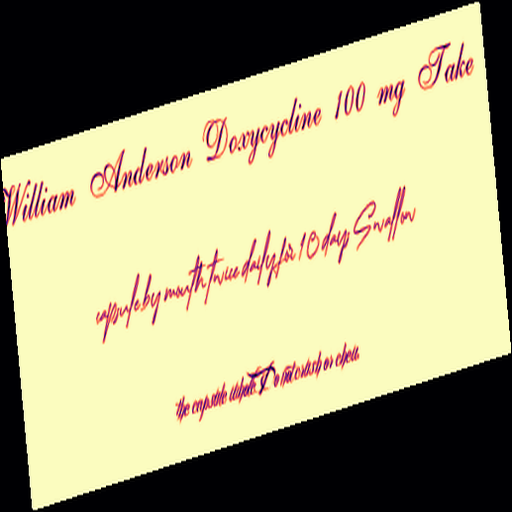 William Anderson Doxycycline 100 mg Take
capsule by mouth twice daily for 10 days Swallow
the capsule whole Do not crush or chew